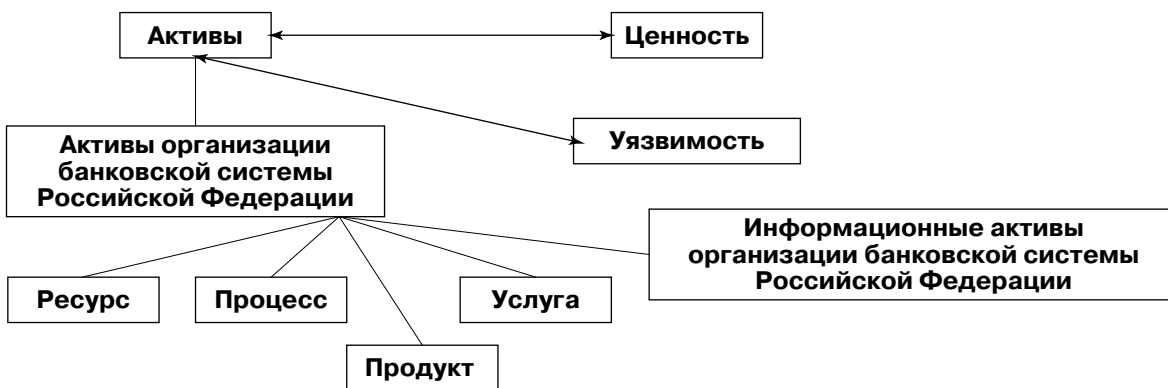 Активы
Ценность
Уязвимость
Активы организации
банковской системы
Российской Федерации
Информационные активы
организации банковской системы
Российской Федерации
Ресурс
Процесс
Услуга
Продукт